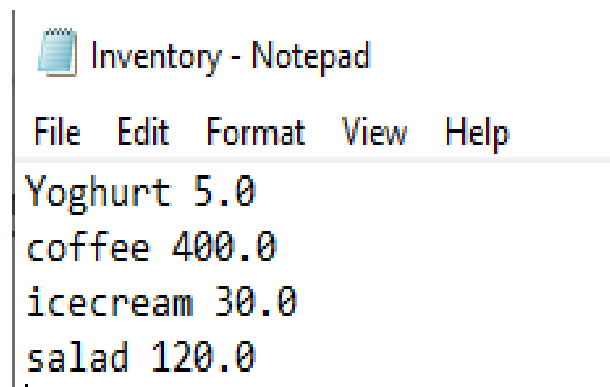 Inventory - Notepad
File Edit Format View Help
Yoghurt 5.0
coffee 400.0
icecream 30.0
salad 120.0